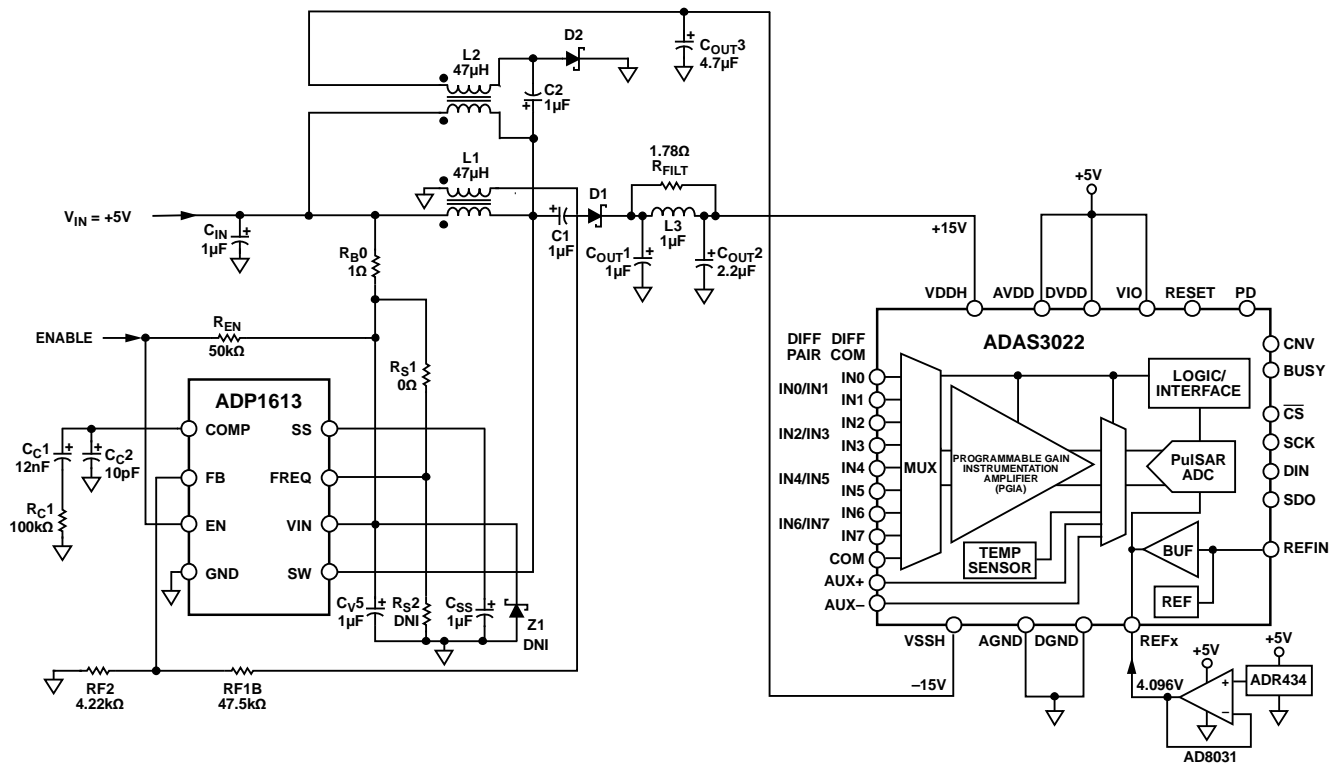 D2
COUT3
4.7µF
L2
47µH
C2
1µF
1.78Ω
RFILT
L1
47µH
D1
+5V
VIN = +5V
CIN
1µF
C1
1µF
L3
1µF
+15V
RB0
1Ω
COUT1
1µF
COUT2
2.2µF
VDDH
AVDD
DVDD
VIO
RESET
PD
ENABLE
REN
50kΩ
RS1
0Ω
DIFF PAIR
DIFF COM
ADAS3022
CNV
BUSY
CS
SCK
DIN
SDO
REFIN
IN0/IN1
IN2/IN3
IN4/IN5
IN6/IN7
IN0
IN1
IN2
IN3
IN4
IN5
IN6
IN7
COM
AUX+
AUX–
MUX
PROGRAMMABLE GAIN
INSTRUMENTATION
AMPLIFIER
(PGIA)
LOGIC/
INTERFACE
PulSAR
ADC
TEMP
SENSOR
BUF
REF
ADP1613
COMP
SS
FB
FREQ
EN
VIN
GND
SW
CC1
12nF
CC2
10pF
RC1
100kΩ
CV5
1µF
RS2
DNI
CSS
1µF
Z1
DNI
VSSH
AGND
DGND
REFx
RF2
4.22kΩ
RF1B
47.5kΩ
–15V
4.096V
+5V
+5V
ADR434
+
–
AD8031